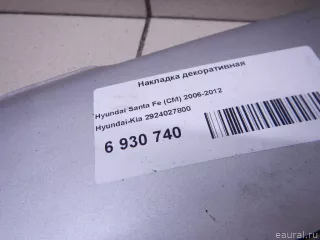 Накладка декоративная
Hyundai Santa Fe (CM) 2006-2012
Hyundai-Kia 2924027800
6 930 740
© eaural.ru